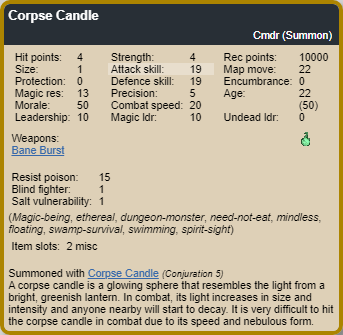 Corpse Candle
Cmdr (Summon)
Hit points: 4 Strength: 4 Rec points: 10000
Size: 1 Attack skill: 19 Map move: 22
Protection: 0 Defence skill: 19 Encumbrance: 0
Magic res: 13 Precision: 5 Age: 22
Morale: 50 Combat speed: 20 (50)
Leadership: 10 Magic ldr: 10 Undead ldr: 0
Weapons:
Bane Burst
Resist poison: 15
Blind fighter: 1
Salt vulnerability: 1
(Magic-being, ethereal, dungeon-monster, need-not-eat, mindless,
floating, swamp-survival, swimming, spirit-sight)
Item slots: 2 misc
Summoned with Corpse Candle (Conjuration 5)
A corpse candle is a glowing sphere that resembles the light from a
bright, greenish lantern. In combat, its light increases in size and
intensity and anyone nearby will start to decay. It is very difficult to hit
the corpse candle in combat due to its speed and nebulous form.